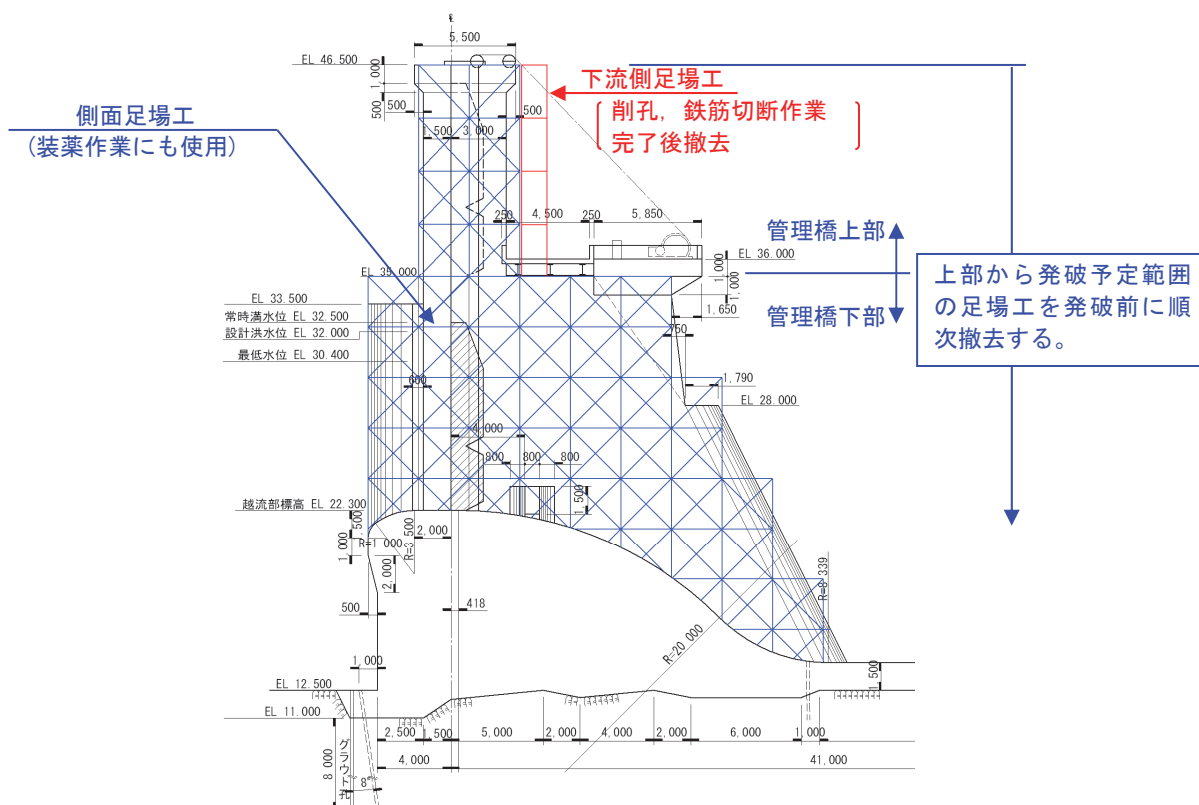 ℄
5,500
EL 46.500
1,000
500
500
500
1,500
3,000
下流側足場工
削孔，鉄筋切断作業
完了後撤去
側面足場工
(装薬作業にも使用)
250
4,500
250
5,850
管理橋上部
EL 36.000
1,000
1,000
EL 35.000
上部から発破予定範囲
の足場工を発破前に順
次撤去する。
管理橋下部
1,650
750
EL 33.500
常時満水位 EL 32.500
設計洪水位 EL 32.000
最低水位 EL 30.400
600
1,790
EL 28.000
4,000
800
800
800
1,500
越流部標高 EL 22.300
1,500
1,000
R=1 000
R=3 500
2,000
2,000
500
418
R=20 000
R=8 339
1,000
EL 12.500
1,500
EL 11.000
2,500
1,500
5,000
2,000
4,000
2,000
6,000
1,000
8 000
グラウト孔
8°
4,000
41,000